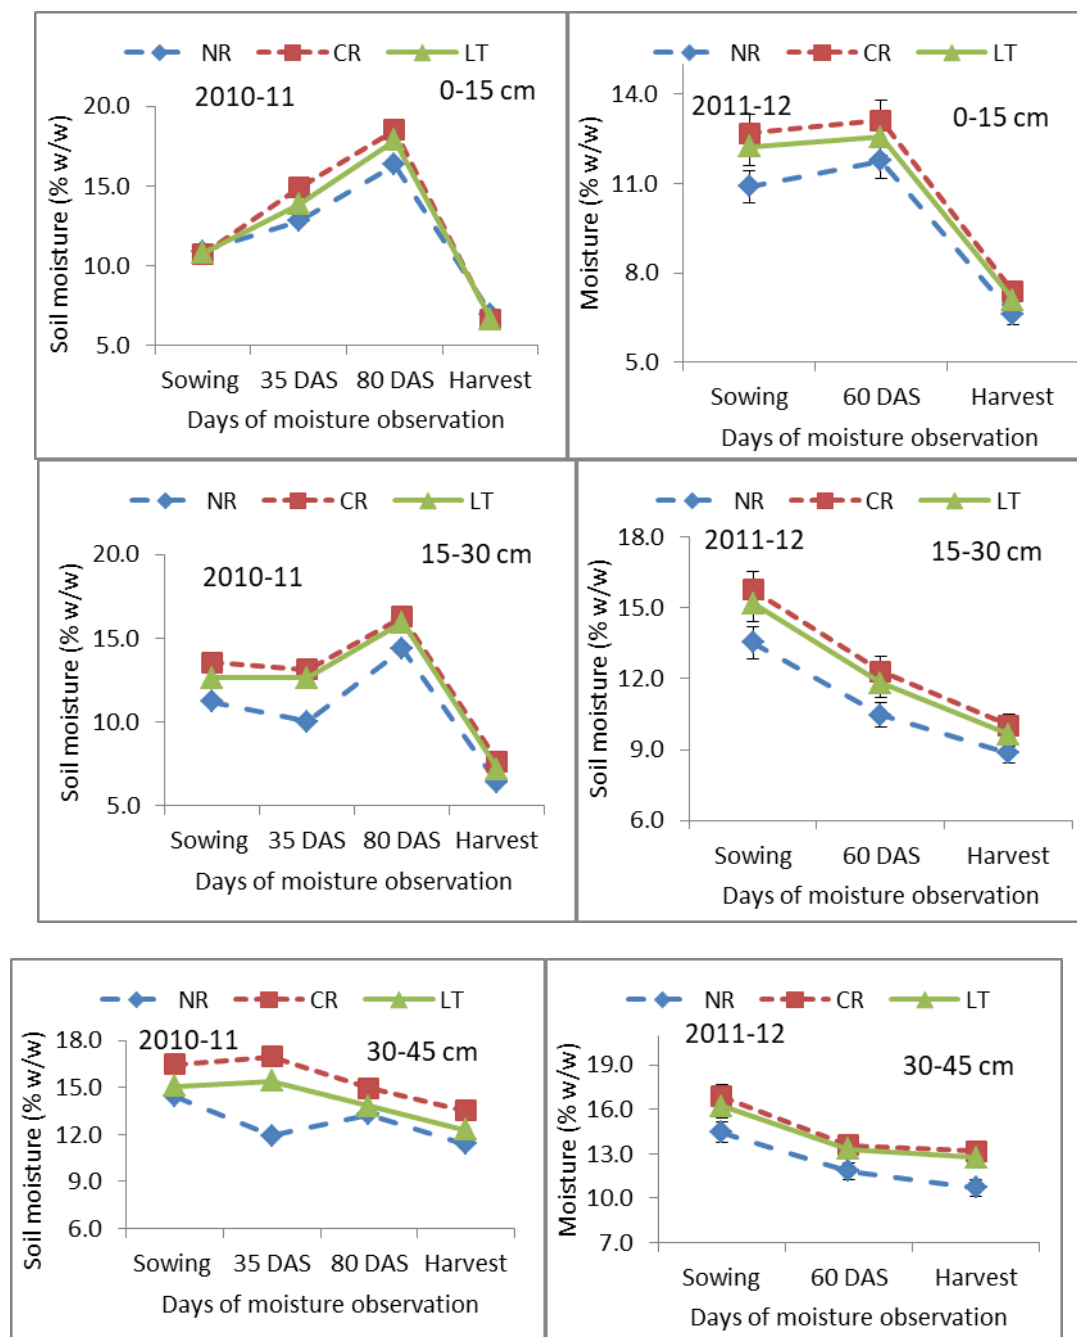 NR CR LT
2010-11 0-15 cm
Soil moisture (% w/w)
20.0
15.0
10.0
5.0
Sowing 35 DAS 80 DAS Harvest
Days of moisture observation
NR CR LT
2011-12 0-15 cm
Moisture (% w/w)
14.0
11.0
8.0
5.0
Sowing 60 DAS Harvest
Days of moisture observation
NR CR LT
2010-11 15-30 cm
Soil moisture (% w/w)
20.0
15.0
10.0
5.0
Sowing 35 DAS 80 DAS Harvest
Days of moisture observation
NR CR LT
2011-12 15-30 cm
Soil moisture (% w/w)
18.0
15.0
12.0
9.0
6.0
Sowing 60 DAS Harvest
Days of moisture observation
NR CR LT
2010-11 30-45 cm
Soil moisture (% w/w)
18.0
15.0
12.0
9.0
6.0
Sowing 35 DAS 80 DAS Harvest
Days of moisture observation
NR CR LT
2011-12 30-45 cm
Moisture (% w/w)
19.0
16.0
13.0
10.0
7.0
Sowing 60 DAS Harvest
Days of moisture observation